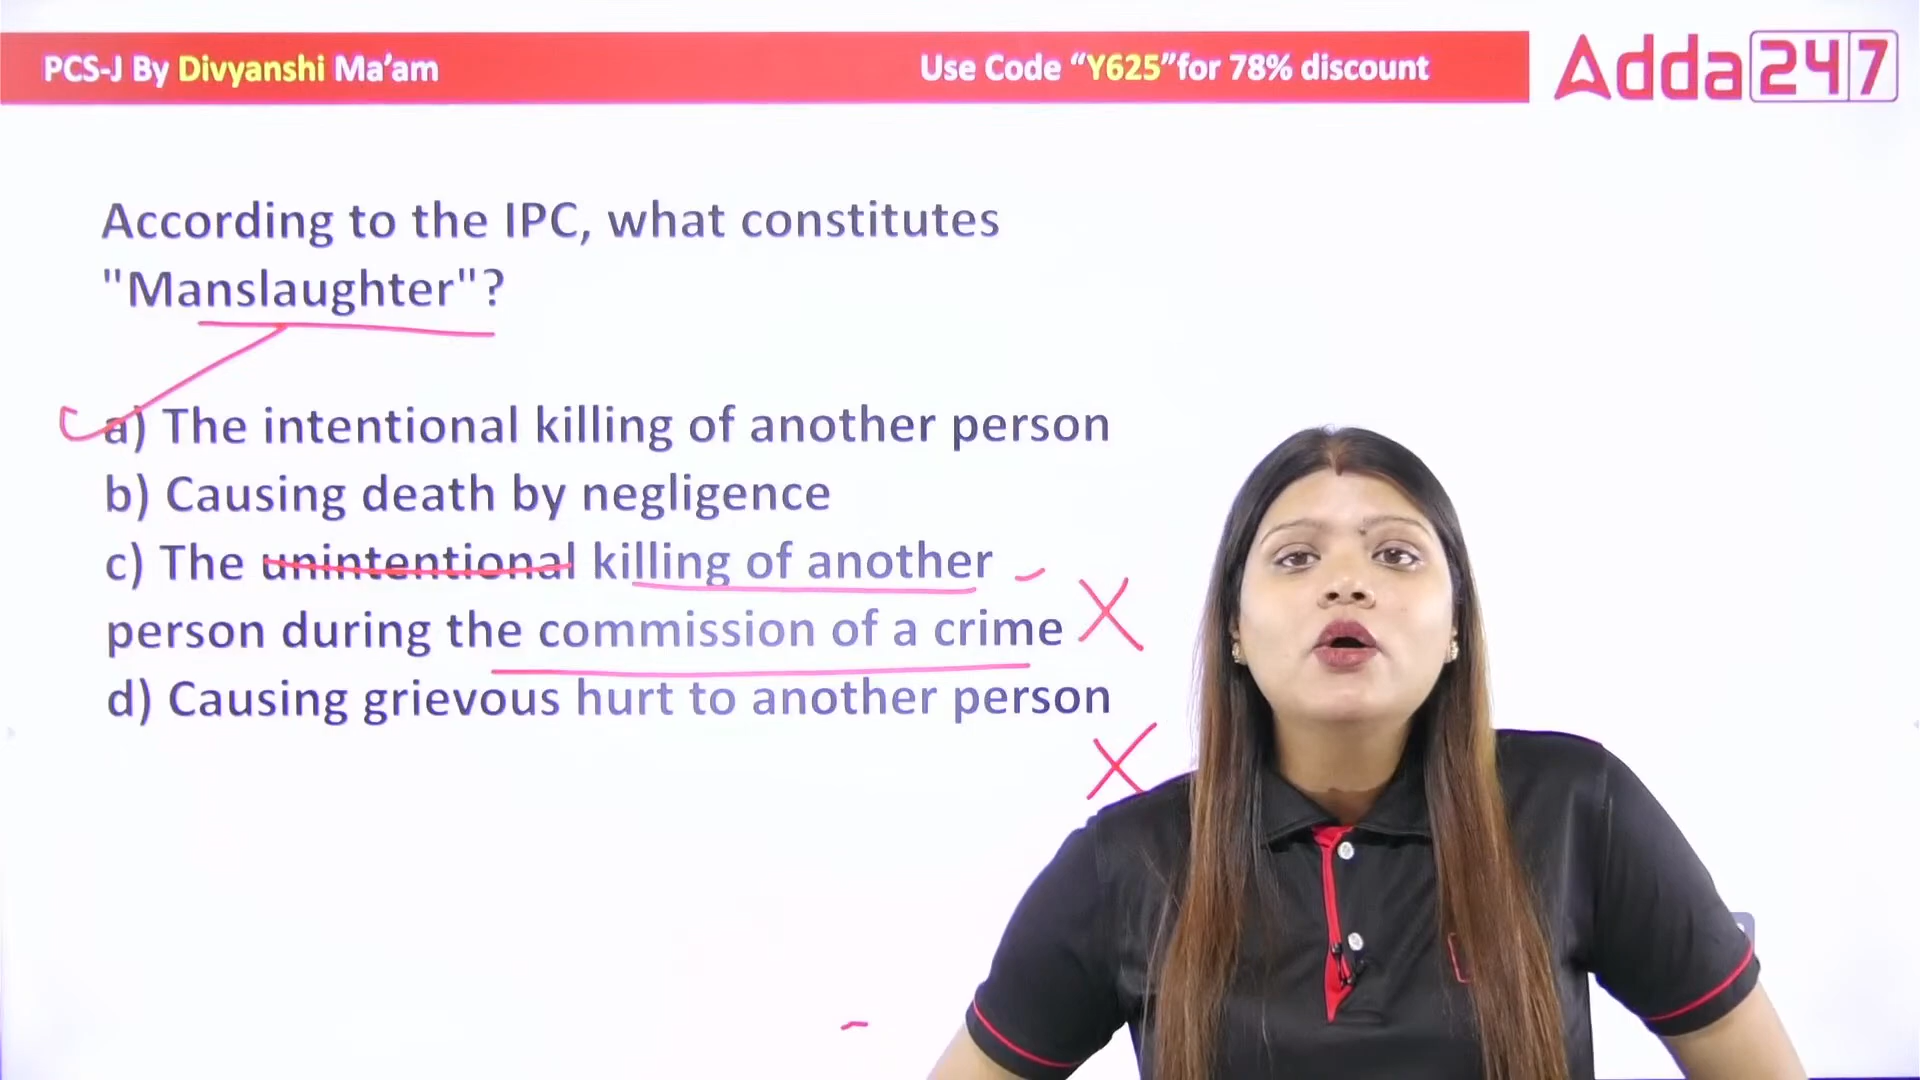 PCS-J By Divyanshi Ma’am
Use Code “Y625”for 78% discount
Adda247
According to the IPC, what constitutes
"Manslaughter"?
a) The intentional killing of another person
b) Causing death by negligence
c) The unintentional killing of another
person during the commission of a crime
d) Causing grievous hurt to another person